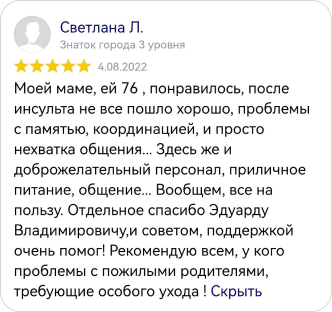 Светлана Л.
Знаток города 3 уровня
4.08.2022
Моей маме, ей 76 , понравилось, после
инсульта не все пошло хорошо, проблемы
с памятью, координацией, и просто
нехватка общения... Здесь же и
доброжелательный персонал, приличное
питание, общение... Вообщем, все на
пользу. Отдельное спасибо Эдуарду
Владимировичу,и советом, поддержкой
очень помог! Рекомендую всем, у кого
проблемы с пожилыми родителями,
требующие особого ухода ! Скрыть